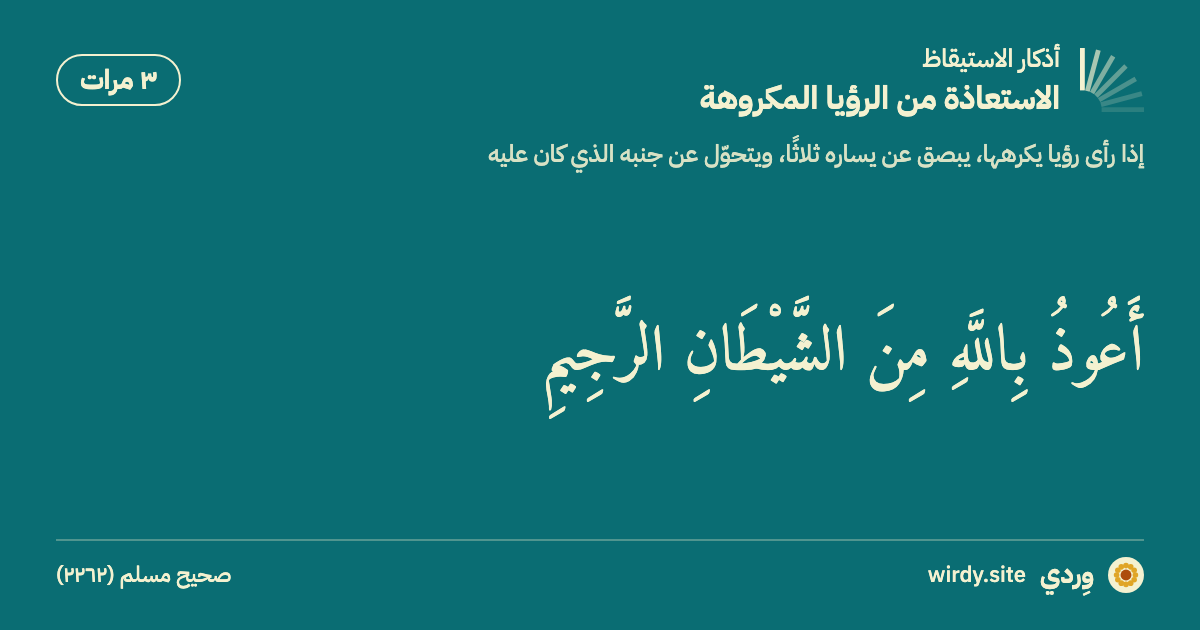 أذكار الاستيقاظ
الاستعاذة من الرؤيا المكروهة
٣ مرات
إذا رأى رؤيا يكرهها، يبصق عن يساره ثلاثًا، ويتحوّل عن جنبه الذي كان عليه
أَعُوذُ بِاللَّهِ مِنَ الشَّيْطَانِ الرَّجِيمِ
وِردي wirdy.site
صحيح مسلم (٢٢٦٢)